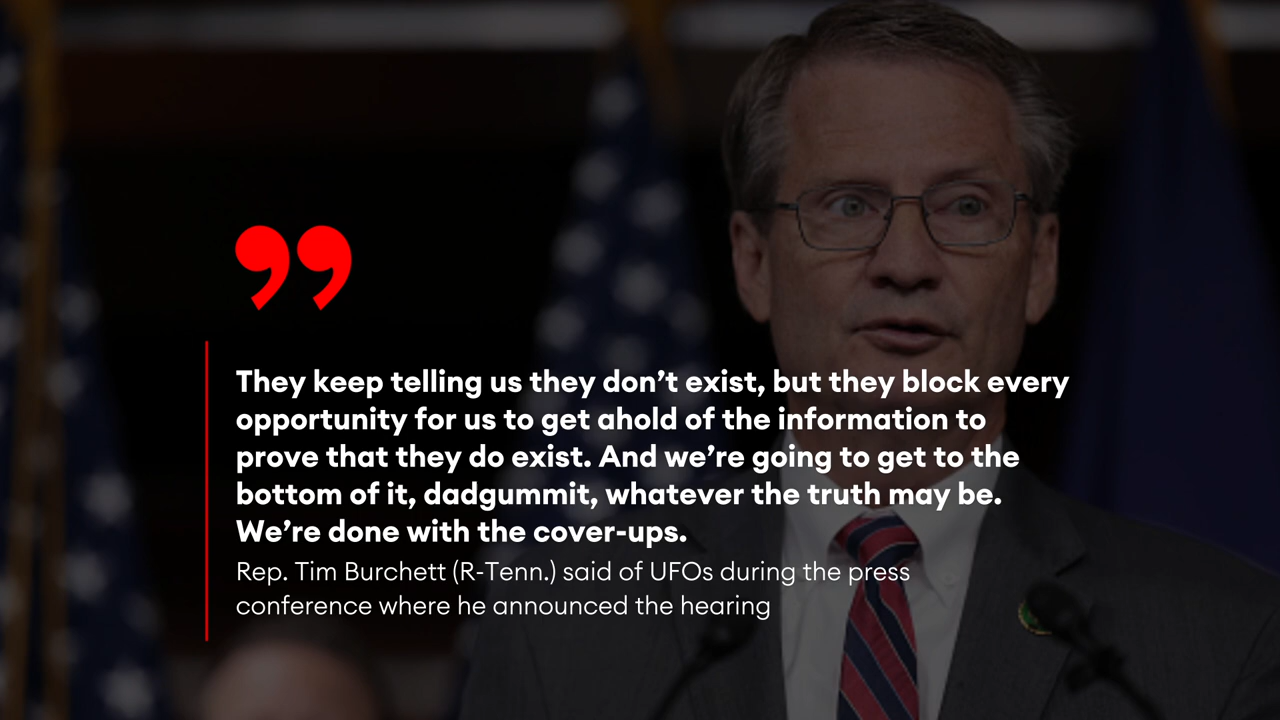 ”
They keep telling us they don’t exist, but they block every
opportunity for us to get ahold of the information to
prove that they do exist. And we’re going to get to the
bottom of it, dadgummit, whatever the truth may be.
We’re done with the cover-ups.
Rep. Tim Burchett (R-Tenn.) said of UFOs during the press
conference where he announced the hearing